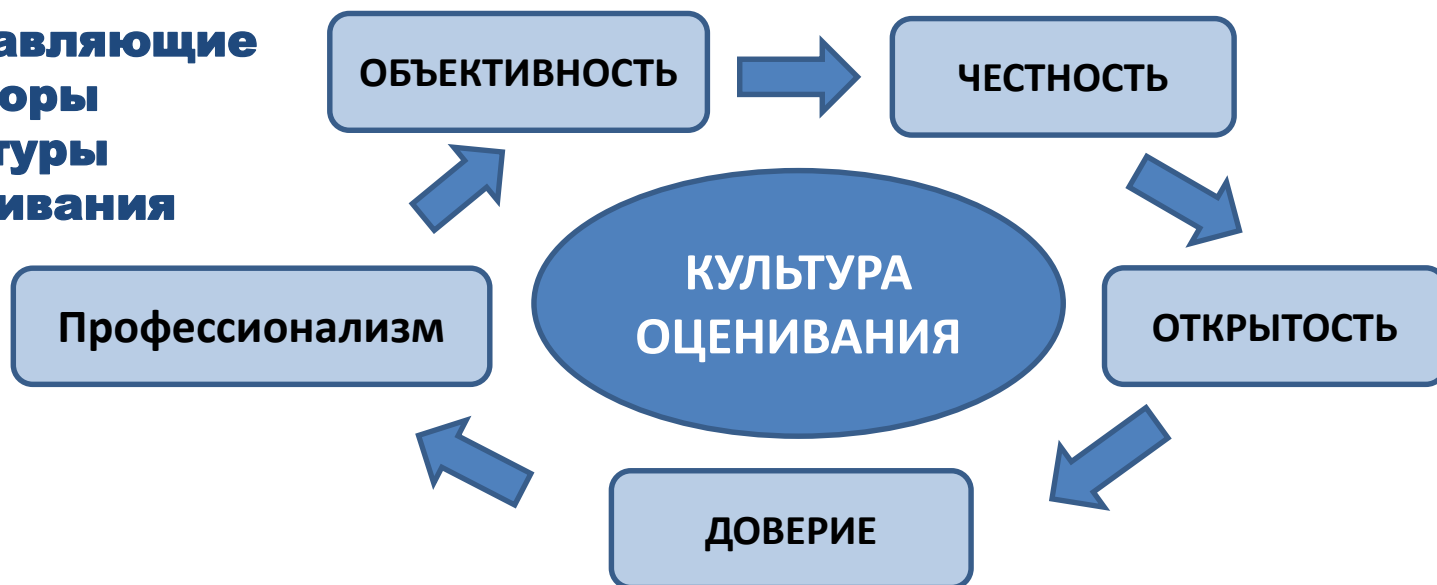 авляющие
оры
туры
ивания
ОБЪЕКТИВНОСТЬ
ЧЕСТНОСТЬ
Профессионализм
КУЛЬТУРА
ОЦЕНИВАНИЯ
ОТКРЫТОСТЬ
ДОВЕРИЕ